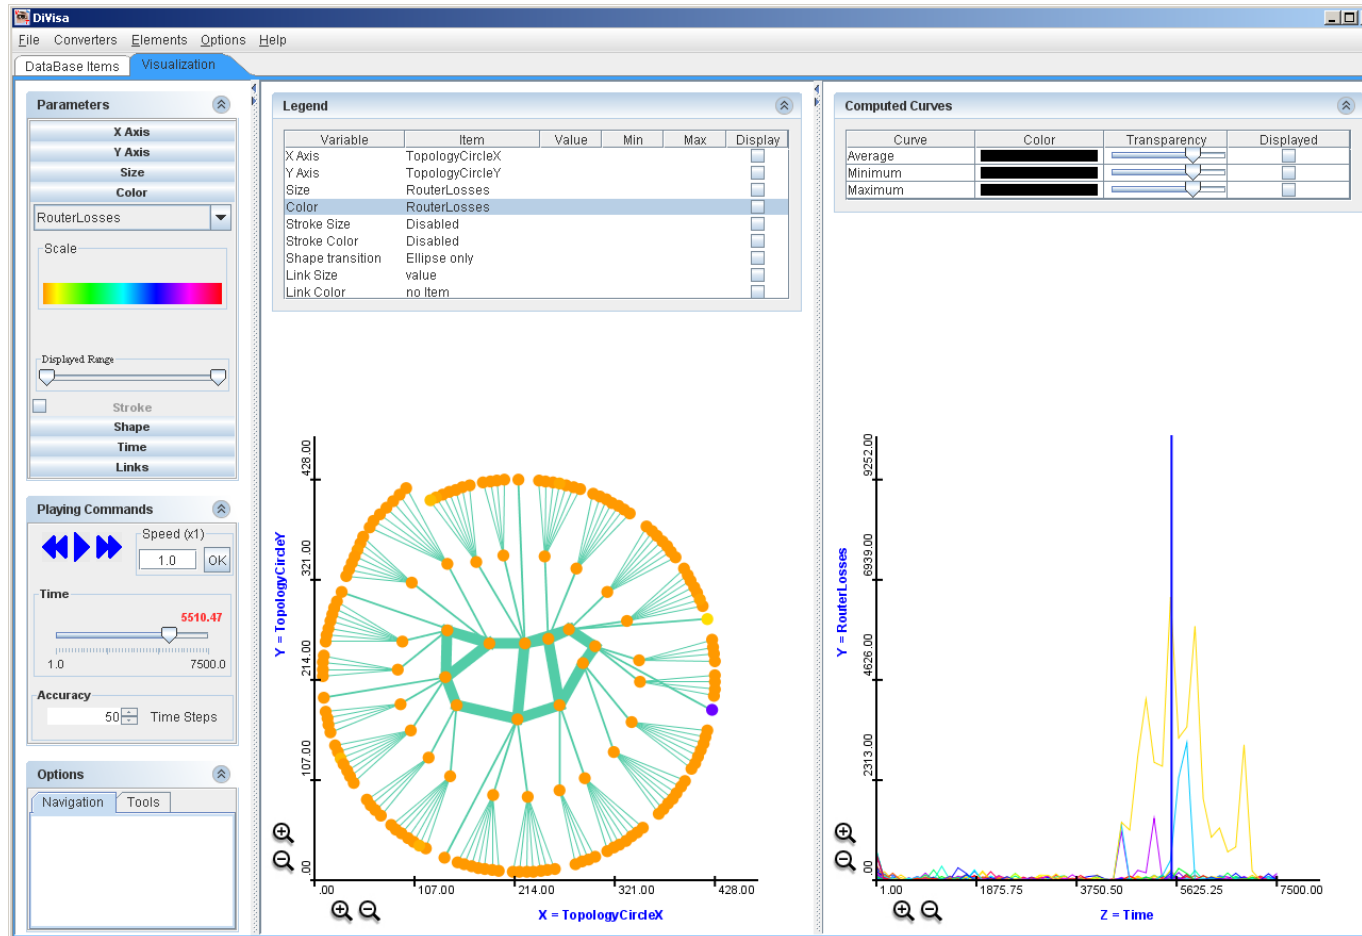 DiVisa
File Converters Elements Options Help
DataBase Items Visualization
Parameters
X Axis
Y Axis
Size
Color
RouterLosses
Scale
Displayed Range
Stroke
Shape
Time
Links
Playing Commands
Speed (x1)
1.0 OK
Time
5510.47
1.0 7500.0
Accuracy
50 Time Steps
Options
Navigation Tools
Legend
Variable Item Value Min Max Display
X Axis TopologyCircleX
Y Axis TopologyCircleY
Size RouterLosses
Color RouterLosses
Stroke Size Disabled
Stroke Color Disabled
Shape transition Ellipse only
Link Size value
Link Color no Item
428.00
321.00
214.00
107.00
.00
Y = TopologyCircleY
.00 107.00 214.00 321.00 428.00
X = TopologyCircleX
Computed Curves
Curve Color Transparency Displayed
Average
Minimum
Maximum
9252.00
6939.00
4626.00
2313.00
.00
Y = RouterLosses
1.00 1875.75 3750.50 5625.25 7500.00
Z = Time